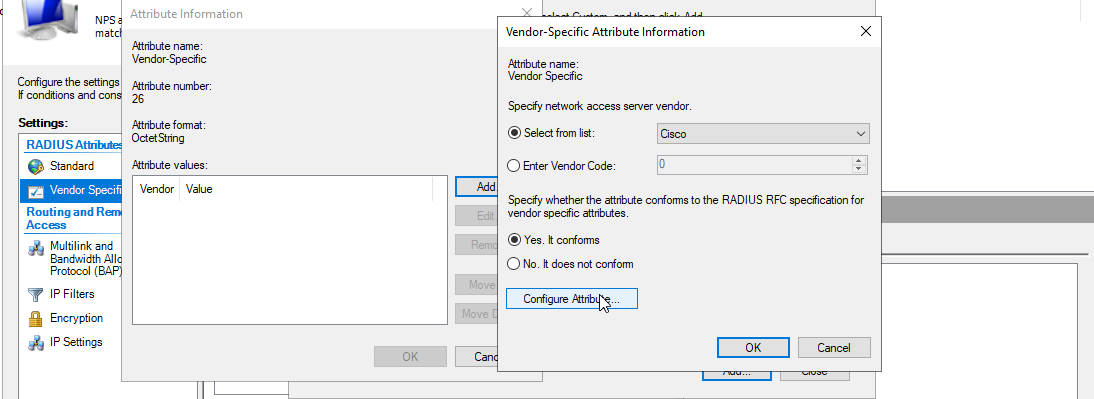 NPS a
matc
Configure the settings
If conditions and cons
Settings:
RADIUS Attributes
Standard
Vendor Specifi
Routing and Rem
Access
Multilink and
Bandwidth Allo
Protocol (BAP)
IP Filters
Encryption
IP Settings
Attribute Information
Attribute name:
Vendor-Specific
Attribute number:
26
Attribute format:
OctetString
Attribute values:
Vendor Value
Add.
Edit.
Remo
Move
Move D
OK
Canc
select Custom, and then click Add.
Vendor-Specific Attribute Information
Attribute name:
Vendor Specific
Specify network access server vendor.
Select from list:
Cisco
Enter Vendor Code:
0
Specify whether the attribute conforms to the RADIUS RFC specification for
vendor specific attributes.
Yes. It conforms
No. It does not conform
Configure Attribute...
OK
Cancel
Add...
Close